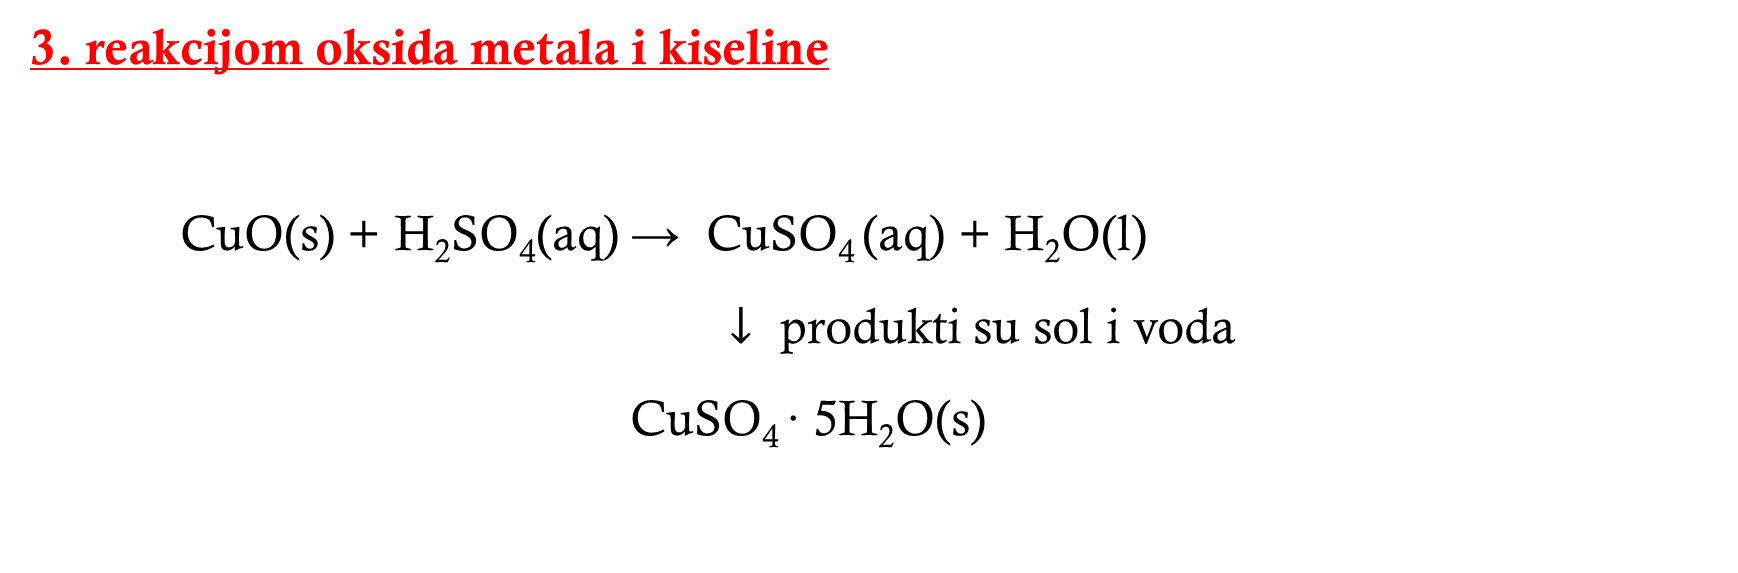 3. reakcijom oksida metala i kiseline
CuO(s) + H₂SO₄(aq) → CuSO₄(aq) + H₂O(l)
↓ produkti su sol i voda
CuSO₄ · 5H₂O(s)